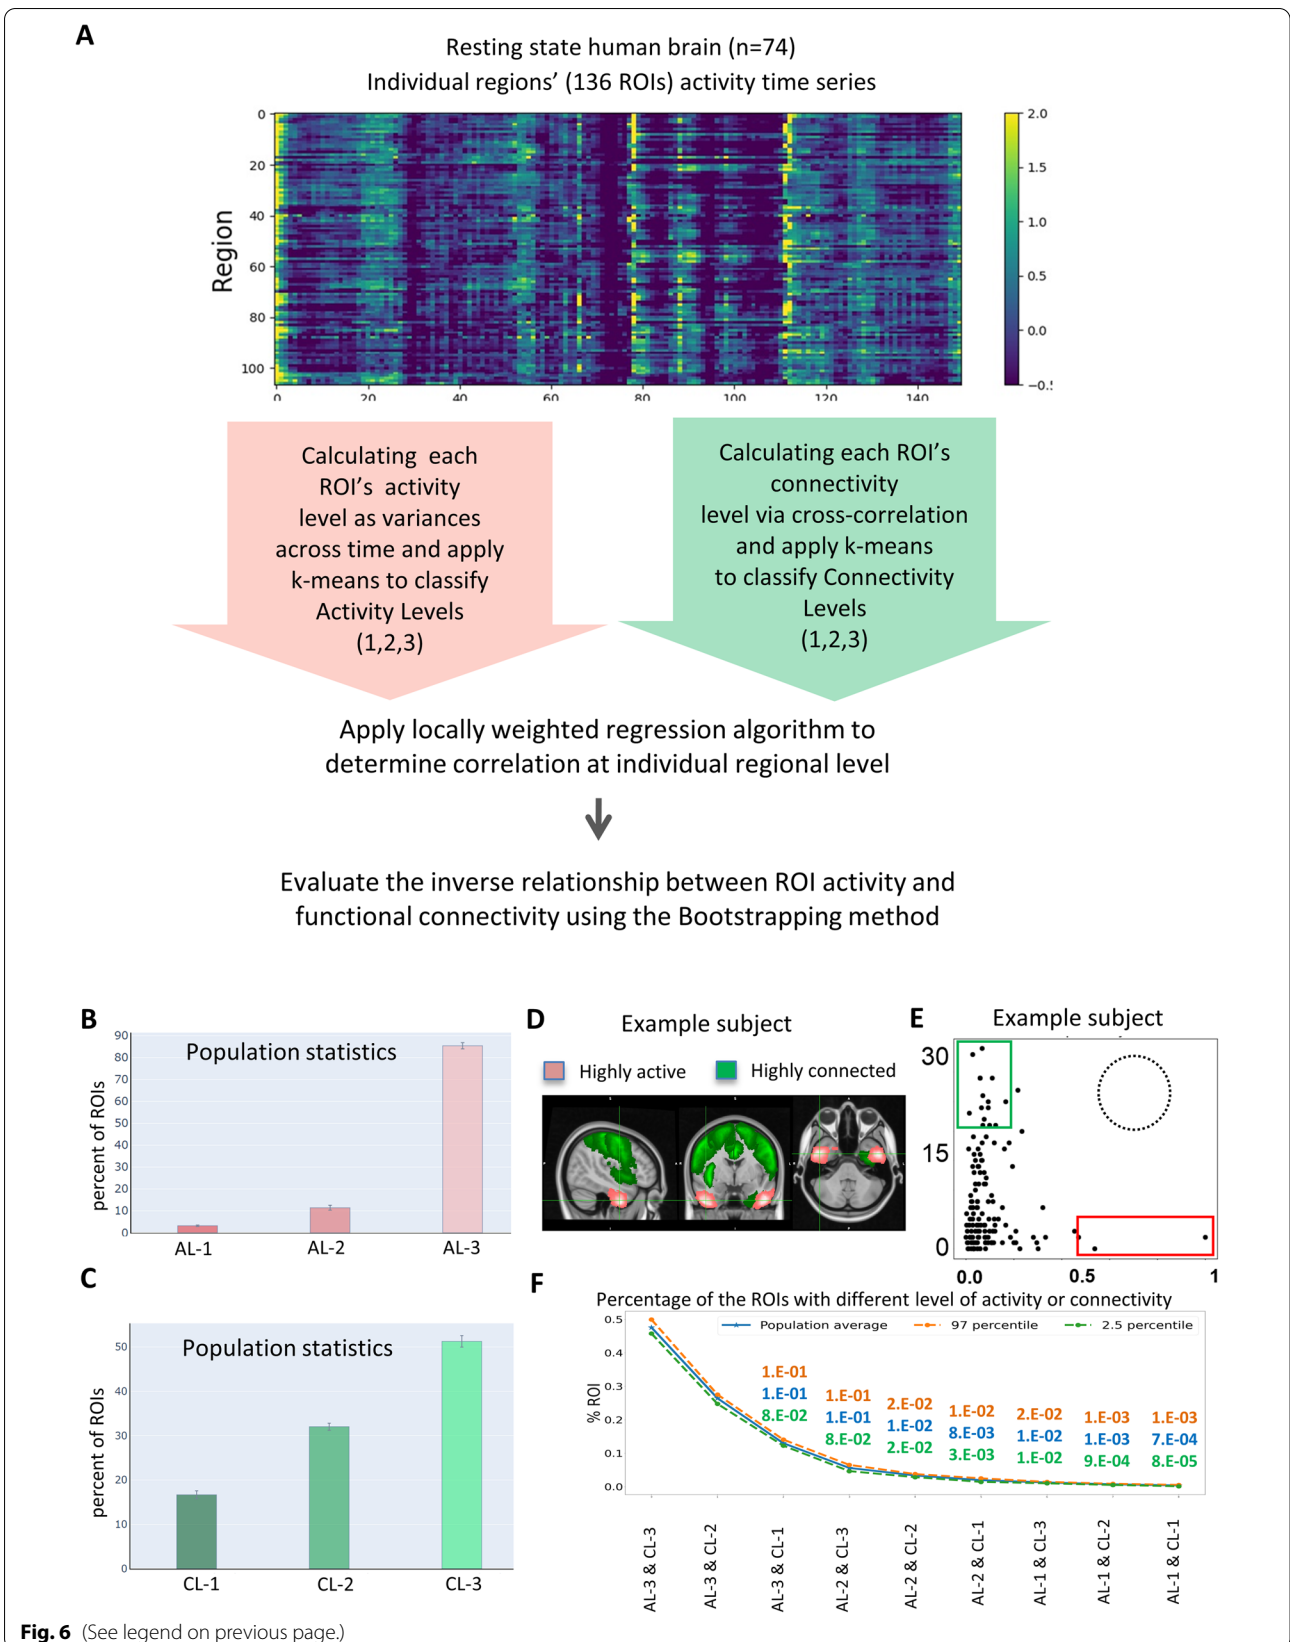 A
Resting state human brain (n=74)
Individual regions’ (136 ROIs) activity time series
Region
0
20
40
60
80
100
0 20 40 60 80 100 120 140
2.0
1.5
1.0
0.5
0.0
Calculating each
ROI’s activity
level as variances
across time and apply
k-means to classify
Activity Levels
(1,2,3)
Calculating each ROI’s
connectivity
level via cross-correlation
and apply k-means
to classify Connectivity
Levels
(1,2,3)
Apply locally weighted regression algorithm to
determine correlation at individual regional level
Evaluate the inverse relationship between ROI activity and
functional connectivity using the Bootstrapping method
B
Population statistics
percent of ROIs
90
80
70
60
50
40
30
20
10
0
AL-1 AL-2 AL-3
C
Population statistics
percent of ROIs
50
40
30
20
10
0
CL-1 CL-2 CL-3
D
Example subject
Highly active Highly connected
E
Example subject
30
15
0
0.0 0.5 1
F
Percentage of the ROIs with different level of activity or connectivity
Population average 97 percentile 2.5 percentile
% ROI
0.5
0.4
0.3
0.2
0.1
0.0
1.E-01
1.E-01
8.E-02
1.E-01
1.E-01
8.E-02
2.E-02
1.E-02
2.E-02
1.E-02
8.E-03
3.E-03
2.E-02
1.E-02
1.E-02
1.E-03
1.E-03
9.E-04
1.E-03
7.E-04
8.E-05
AL-3 & CL-3
AL-3 & CL-2
AL-3 & CL-1
AL-2 & CL-3
AL-2 & CL-2
AL-2 & CL-1
AL-1 & CL-3
AL-1 & CL-2
AL-1 & CL-1
Fig. 6 (See legend on previous page.)